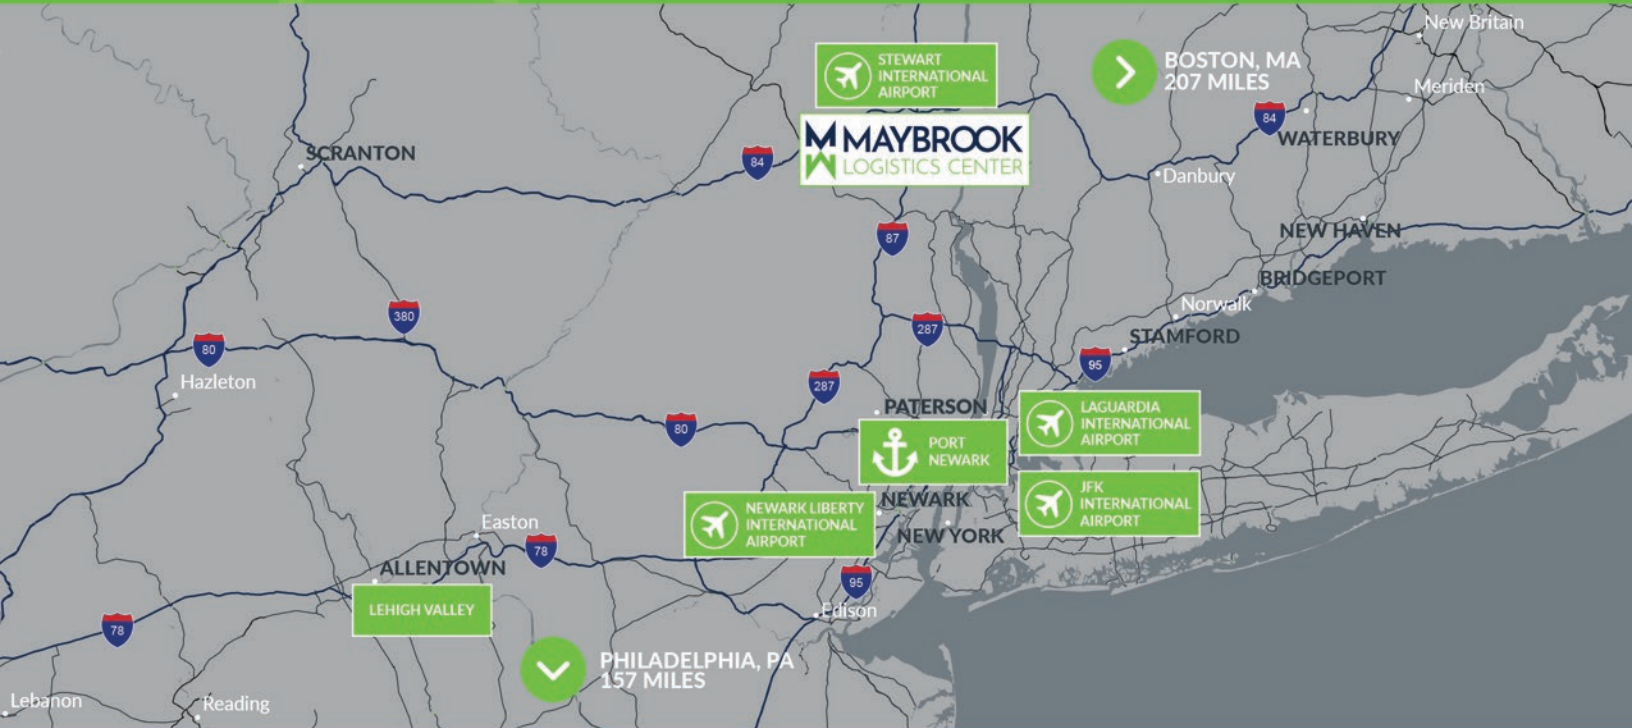 New Britain
STEWART
INTERNATIONAL
AIRPORT
BOSTON, MA
207 MILES
Meriden
84
WATERBURY
MAYBROOK
LOGISTICS CENTER
SCRANTON
84
Danbury
87
NEW HAVEN
BRIDGEPORT
Norwalk
380
287
STAMFORD
80
95
Hazleton
287
PATERSON
LAGUARDIA
INTERNATIONAL
AIRPORT
80
PORT
NEWARK
JFK
INTERNATIONAL
AIRPORT
NEWARK
NEWARK LIBERTY
INTERNATIONAL
AIRPORT
NEW YORK
Easton
78
ALLENTOWN
95
LEHIGH VALLEY
Edison
78
PHILADELPHIA, PA
157 MILES
Lebanon
Reading